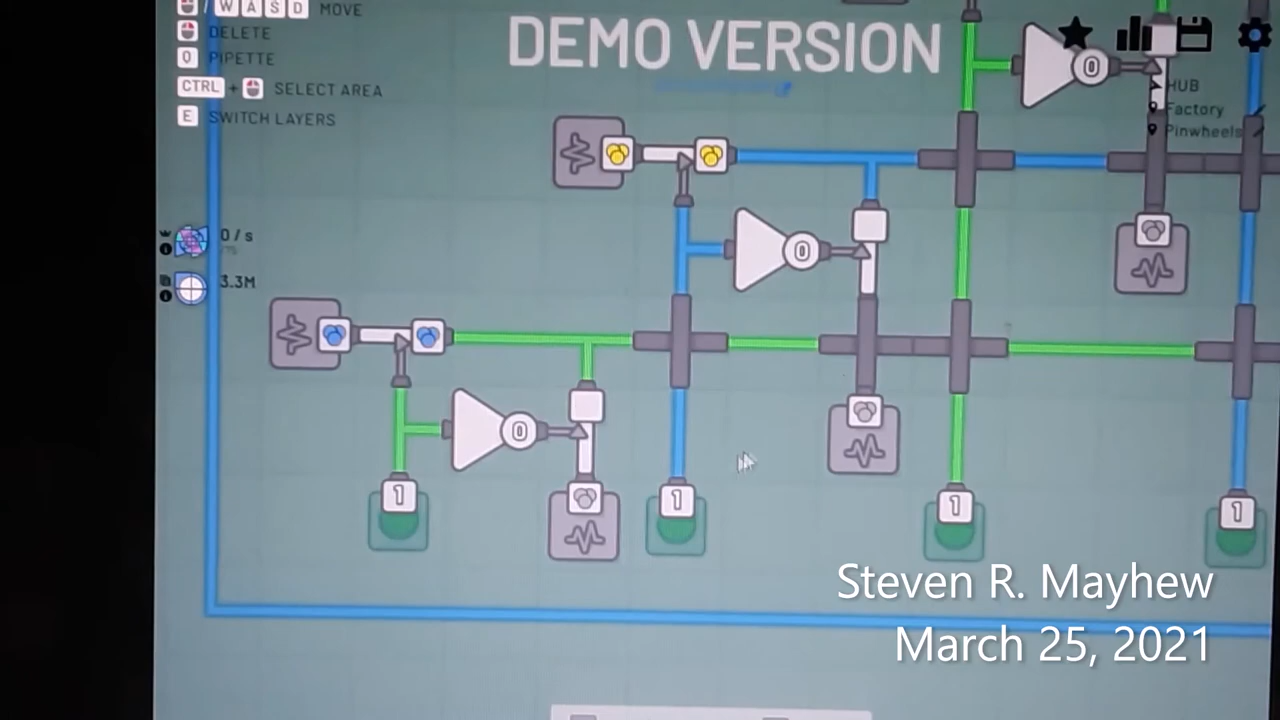 W A S D MOVE
DELETE
Q PIPETTE
CTRL + SELECT AREA
E SWITCH LAYERS
DEMO VERSION
HUB
Factory
Pinwheels
0 / s
3.3M
0
0
0
1
1
1
1
Steven R. Mayhew
March 25, 2021